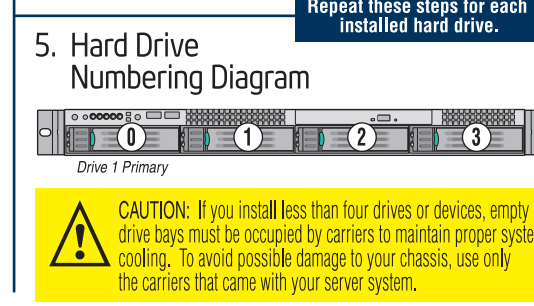 Repeat these steps for each
installed hard drive.
5. Hard Drive
Numbering Diagram
0 1 2 3
Drive 1 Primary
CAUTION: If you install less than four drives or devices, empty
drive bays must be occupied by carriers to maintain proper syste
cooling. To avoid possible damage to your chassis, use only
the carriers that came with your server system.